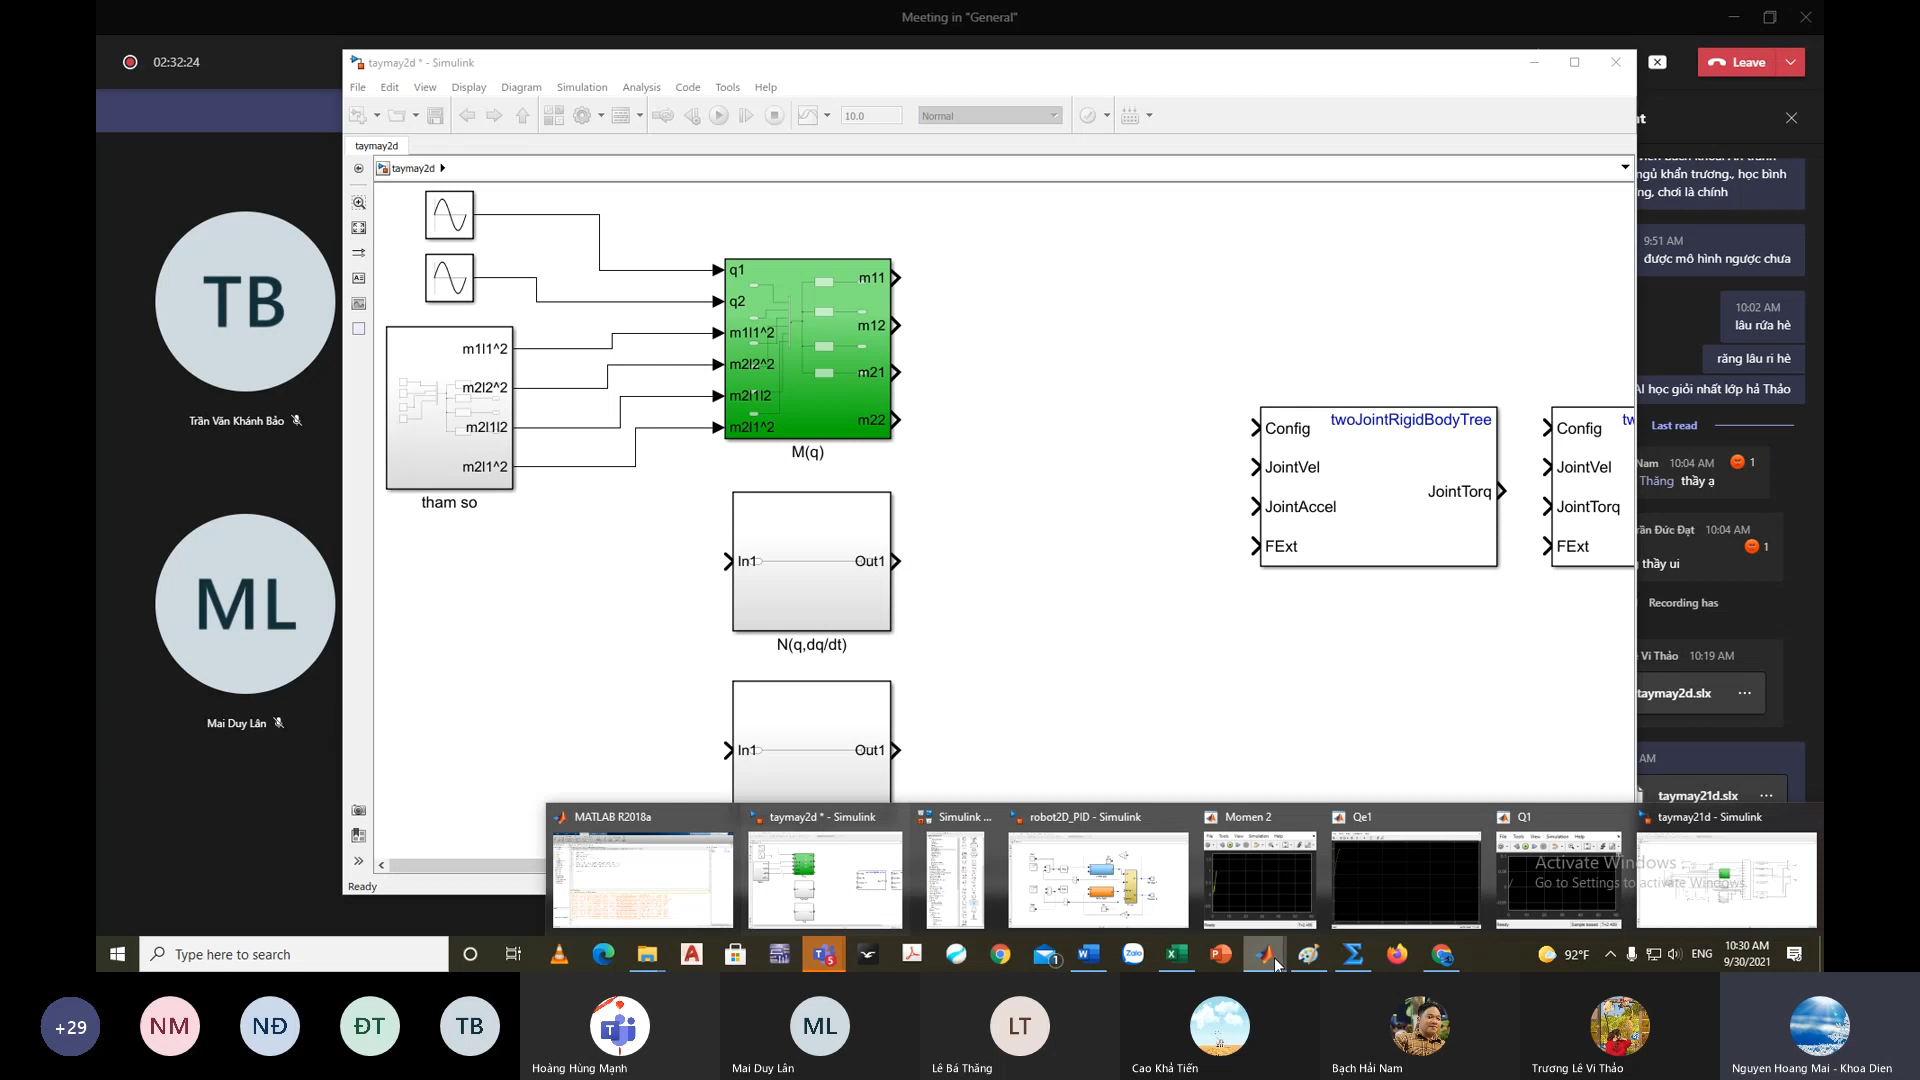 Meeting in "General"
02:32:24
taymay2d * - Simulink
Leave
File Edit View Display Diagram Simulation Analysis Code Tools Help
10.0
Normal
taymay2d
taymay2d
q1
q2
m1l1^2
m2l2^2
m2l1l2
m2l1^2
m11
m12
m21
m22
M(q)
m1l1^2
m2l2^2
m2l1l2
m2l1^2
tham so
In1
Out1
N(q,dq/dt)
In1
Out1
twoJointRigidBodyTree
Config
JointVel
JointAccel
FExt
JointTorq
Config
JointVel
JointTorq
FExt
Ready
TB
Trần Văn Khánh Bảo
ML
Mai Duy Lân
ngủ khẩn trương., học bình
ng, chơi là chính
9:51 AM
được mô hình ngược chưa
10:02 AM
lâu rứa hè
răng lâu ri hè
AI học giỏi nhất lớp hả Thảo
Last read
Nam 10:04 AM 1
Thăng thầy ạ
rần Đức Đạt 10:04 AM
1
thầy ui
Recording has
Vi Thảo 10:19 AM
taymay2d.slx
AM
taymay21d.slx
MATLAB R2018a
taymay2d * - Simulink
Simulink ...
robot2D_PID - Simulink
Momen 2
Qe1
Q1
taymay21d - Simulink
Activate Windows
Go to Settings to activate Windows.
Type here to search
92°F
ENG
10:30 AM
9/30/2021
+29
NM
NĐ
ĐT
TB
Hoàng Hùng Mạnh
ML
Mai Duy Lân
LT
Lê Bá Thăng
Cao Khả Tiến
Bạch Hải Nam
Trương Lê Vi Thảo
Nguyen Hoang Mai - Khoa Dien